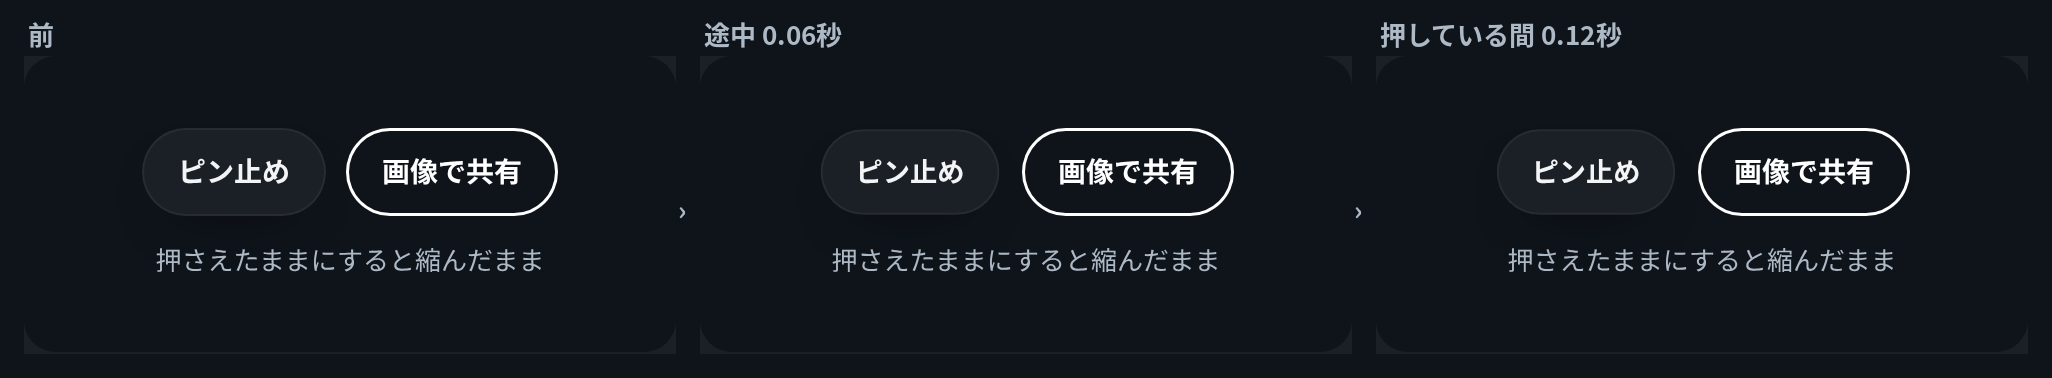 前
ピン止め 画像で共有
押さえたままにすると縮んだまま
›
途中 0.06秒
ピン止め 画像で共有
押さえたままにすると縮んだまま
›
押している間 0.12秒
ピン止め 画像で共有
押さえたままにすると縮んだまま